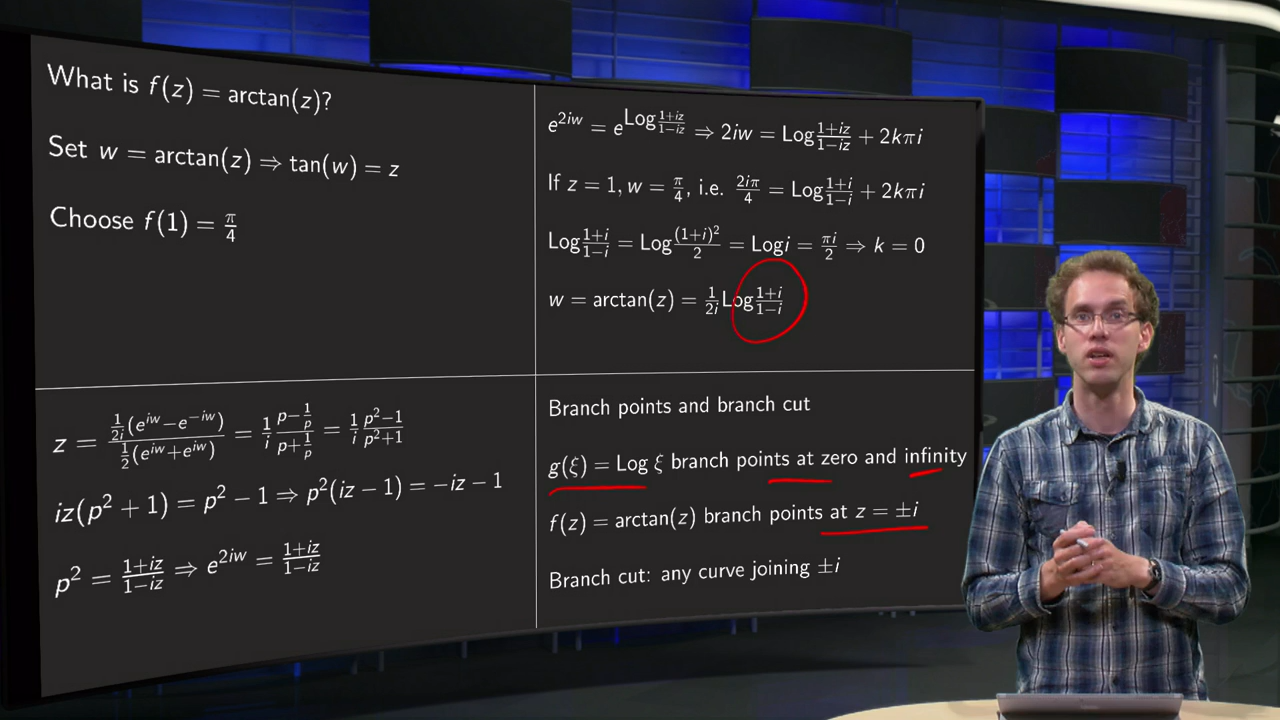 What is f(z) = arctan(z)?
Set w = arctan(z) ⇒ tan(w) = z
Choose f(1) = π/4
z = (1/(2i)(e^{iw} − e^{−iw}))/(1/2(e^{iw} + e^{iw})) = 1/i (p − 1/p)/(p + 1/p) = 1/i (p² − 1)/(p² + 1)
iz(p² + 1) = p² − 1 ⇒ p²(iz − 1) = −iz − 1
p² = (1+iz)/(1−iz) ⇒ e^{2iw} = (1+iz)/(1−iz)
e^{2iw} = e^{Log (1+iz)/(1−iz)} ⇒ 2iw = Log (1+iz)/(1−iz) + 2kπi
If z = 1, w = π/4, i.e. 2iπ/4 = Log (1+i)/(1−i) + 2kπi
Log (1+i)/(1−i) = Log (1+i)²/2 = Log i = πi/2 ⇒ k = 0
w = arctan(z) = 1/(2i) Log (1+i)/(1−i)
Branch points and branch cut
g(ξ) = Log ξ branch points at zero and infinity
f(z) = arctan(z) branch points at z = ±i
Branch cut: any curve joining ±i